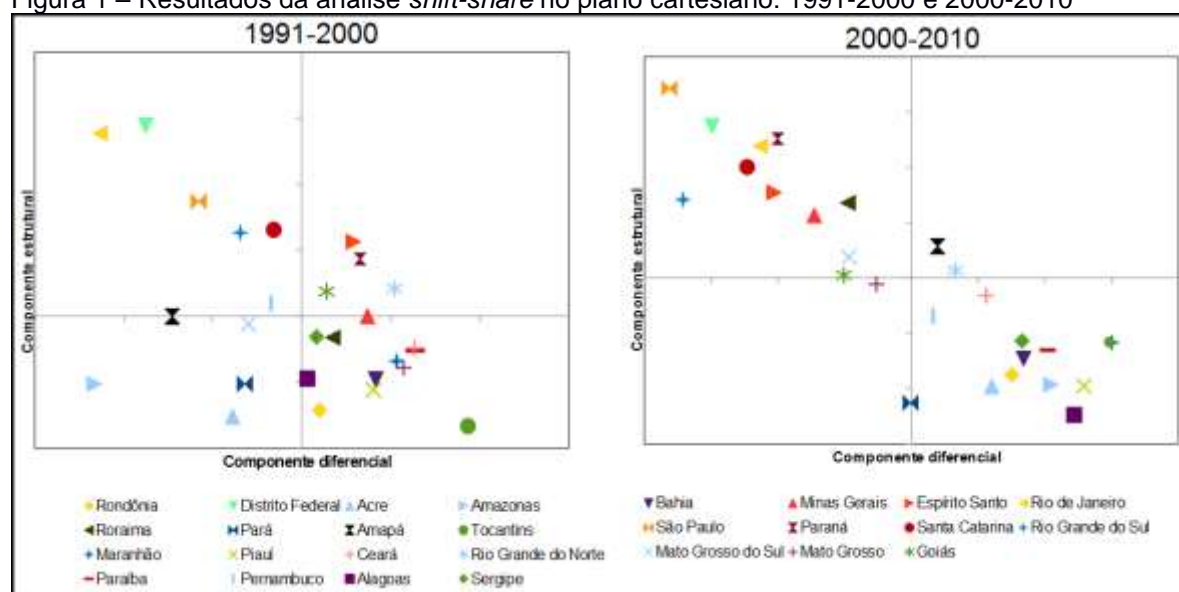 Figura 1 – Resultados da análise shift-share no plano cartesiano: 1991-2000 e 2000-2010
1991-2000
2000-2010
Componente estrutural
Componente estrutural
Componente diferencial
Componente diferencial
Rondônia Distrito Federal Acre Amazonas
Roraima Pará Amapá Tocantins
Maranhão Piauí Ceará Rio Grande do Norte
Paraíba Pernambuco Alagoas Sergipe
Bahia Minas Gerais Espírito Santo Rio de Janeiro
São Paulo Paraná Santa Catarina Rio Grande do Sul
Mato Grosso do Sul Mato Grosso Goiás